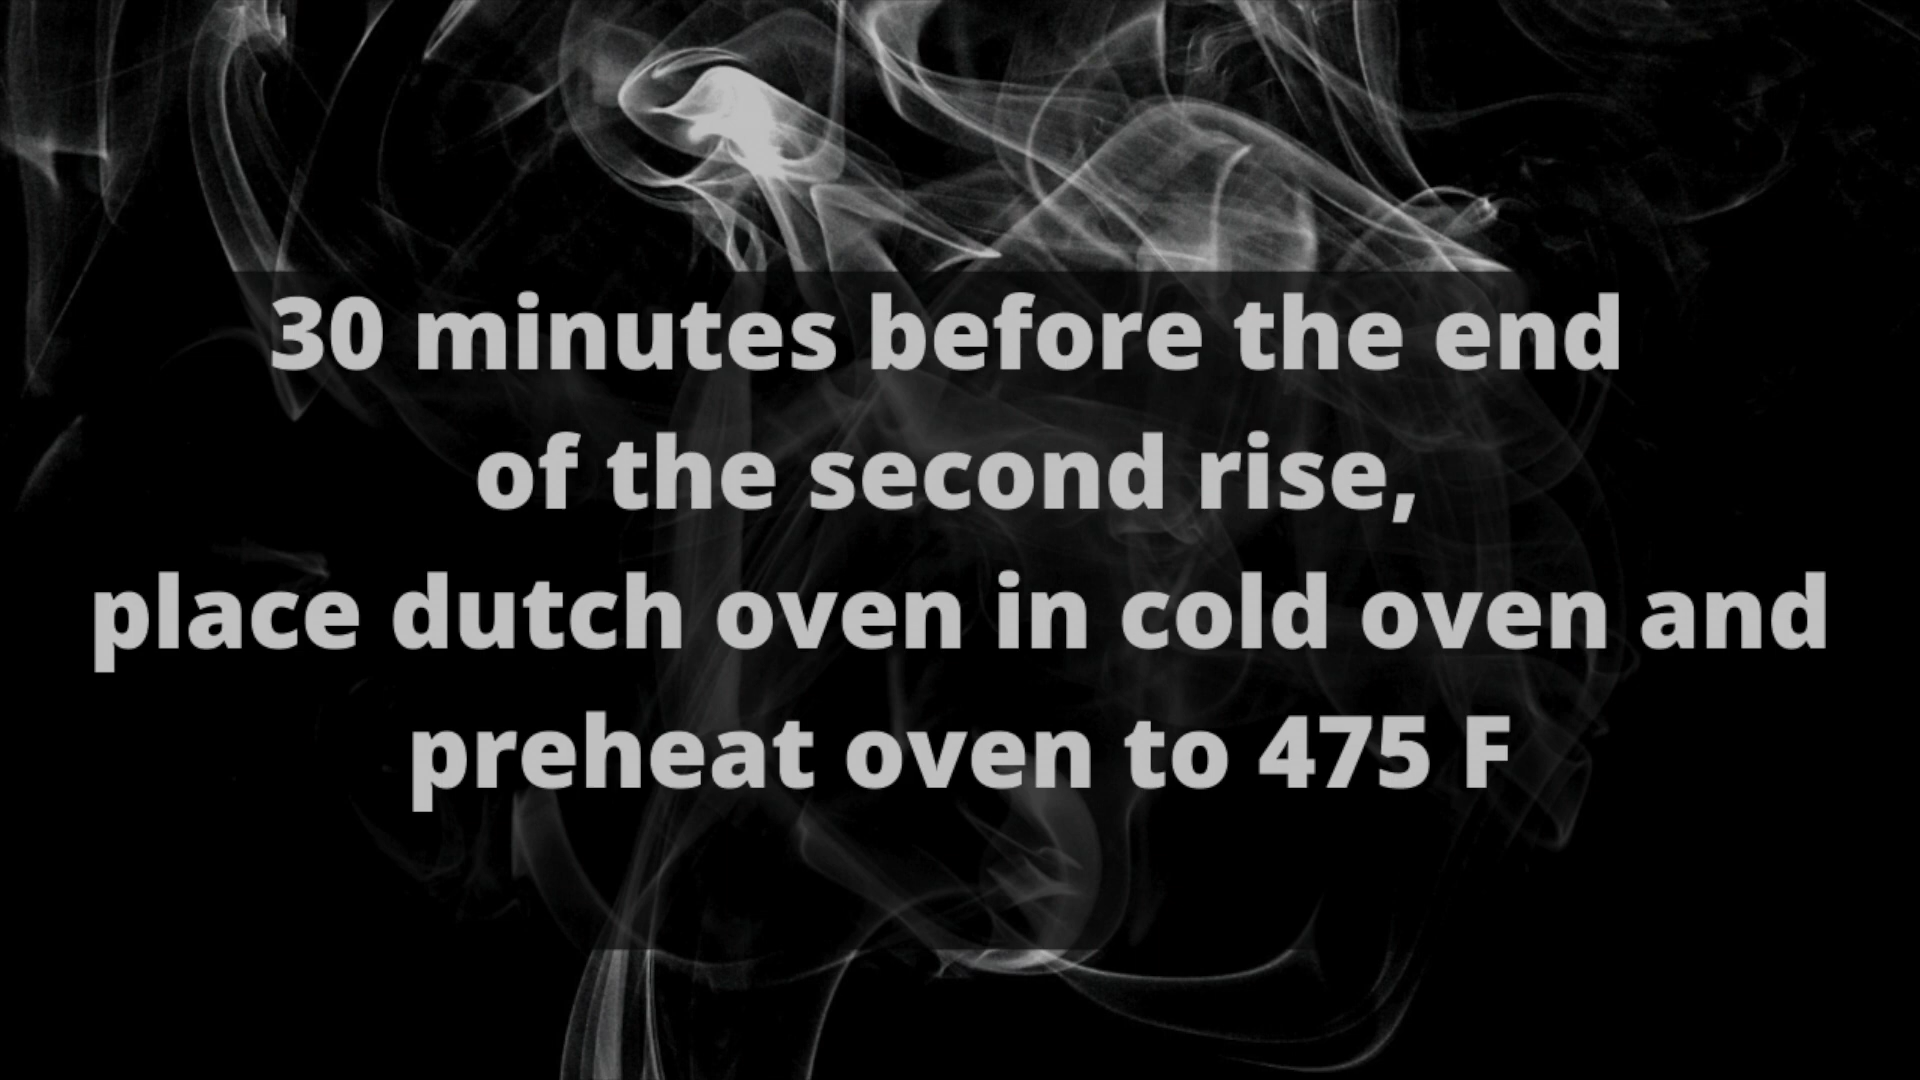 30 minutes before the end
of the second rise,
place dutch oven in cold oven and
preheat oven to 475 F